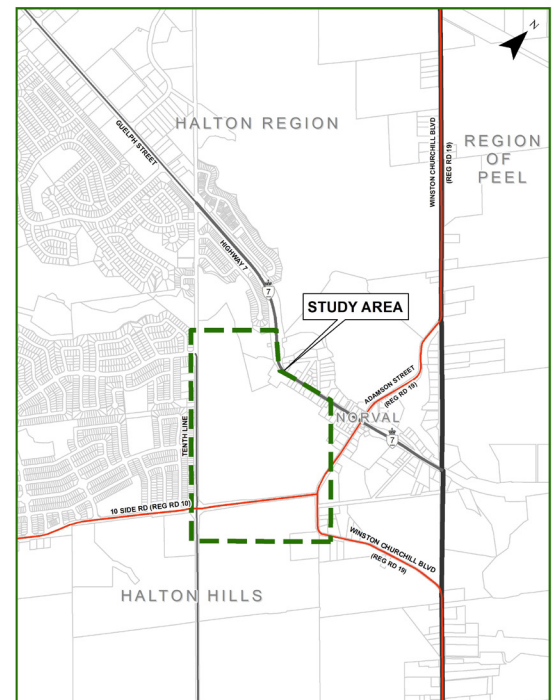 N
HALTON REGION
GUELPH STREET
WINSTON CHURCHILL BLVD
(REG RD 19)
REGION
OF
PEEL
HIGHWAY 7
7
STUDY AREA
ADAMSON STREET
(REG RD 19)
NORVAL
7
TENTH LINE
10 SIDE RD (REG RD 10)
WINSTON CHURCHILL BLVD
(REG RD 19)
HALTON HILLS